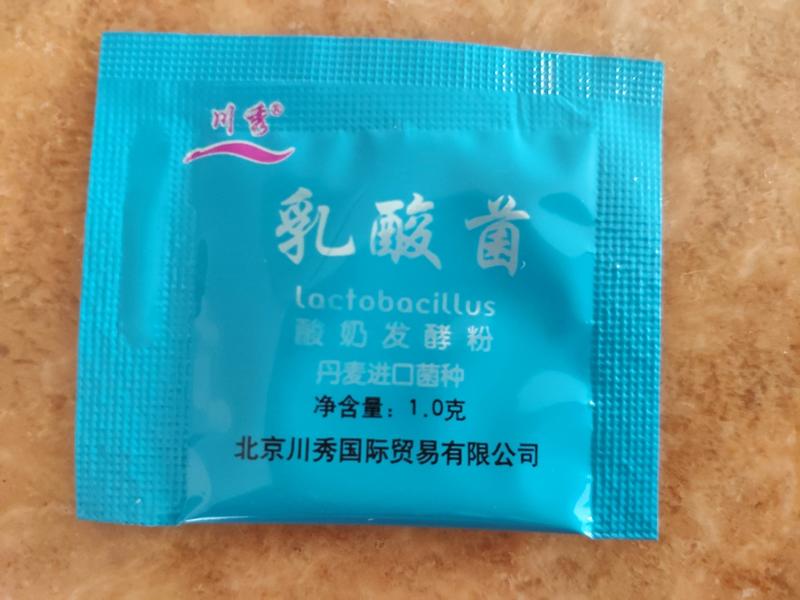 川秀®
乳酸菌
lactobacillus
酸奶发酵粉
丹麦进口菌种
净含量：1.0克
北京川秀国际贸易有限公司